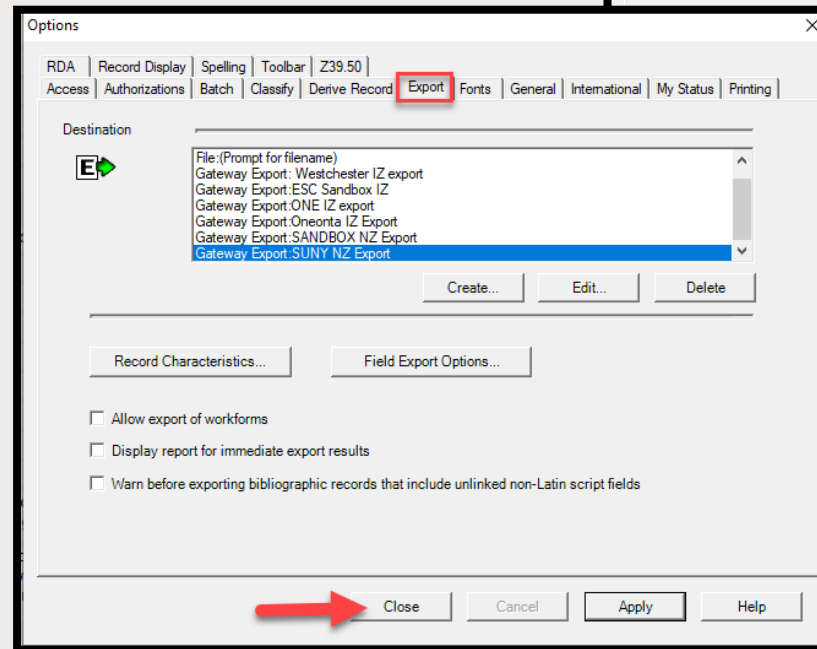 Options
RDA Record Display Spelling Toolbar Z39.50
Access Authorizations Batch Classify Derive Record Export Fonts General International My Status Printing
Destination
E
File:(Prompt for filename)
Gateway Export: Westchester IZ export
Gateway Export:ESC Sandbox IZ
Gateway Export:ONE IZ export
Gateway Export:Oneonta IZ Export
Gateway Export:SANDBOX NZ Export
Gateway Export:SUNY NZ Export
Create... Edit... Delete
Record Characteristics... Field Export Options...
Allow export of workforms
Display report for immediate export results
Warn before exporting bibliographic records that include unlinked non-Latin script fields
Close Cancel Apply Help